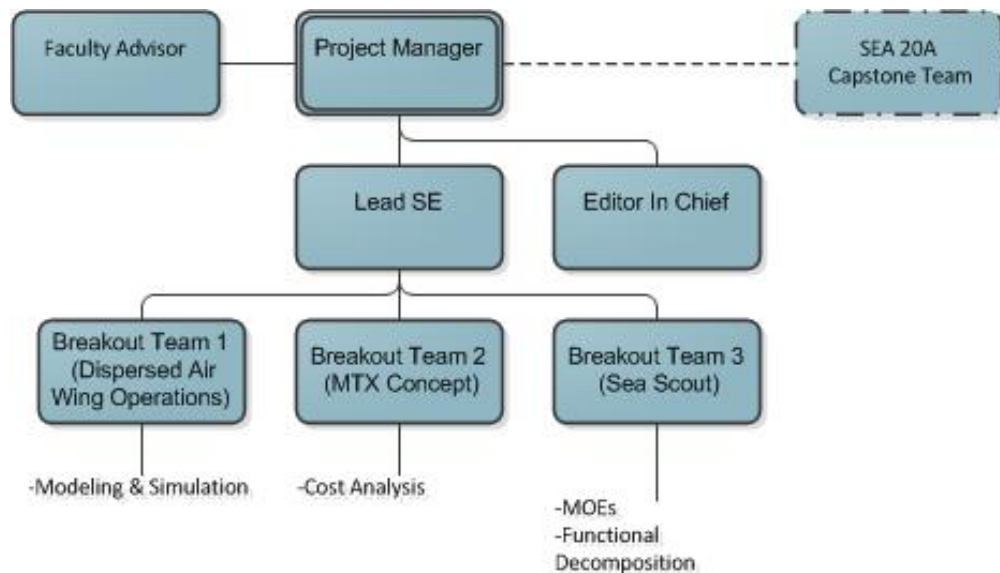 Faculty Advisor
Project Manager
SEA 20A
Capstone Team
Lead SE
Editor In Chief
Breakout Team 1
(Dispersed Air
Wing Operations)
Breakout Team 2
(MTX Concept)
Breakout Team 3
(Sea Scout)
-Modeling & Simulation
-Cost Analysis
-MOEs
-Functional
Decomposition